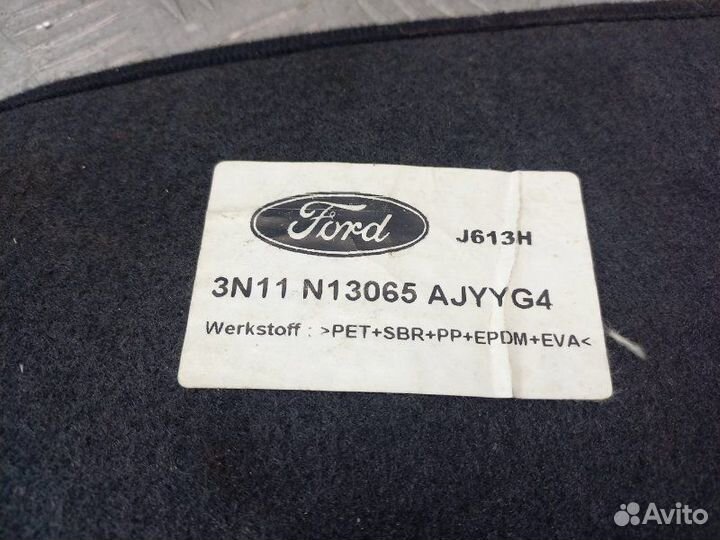 Ford
J613H
3N11 N13065 AJYYG4
Werkstoff : >PET+SBR+PP+EPDM+EVA<
Avito